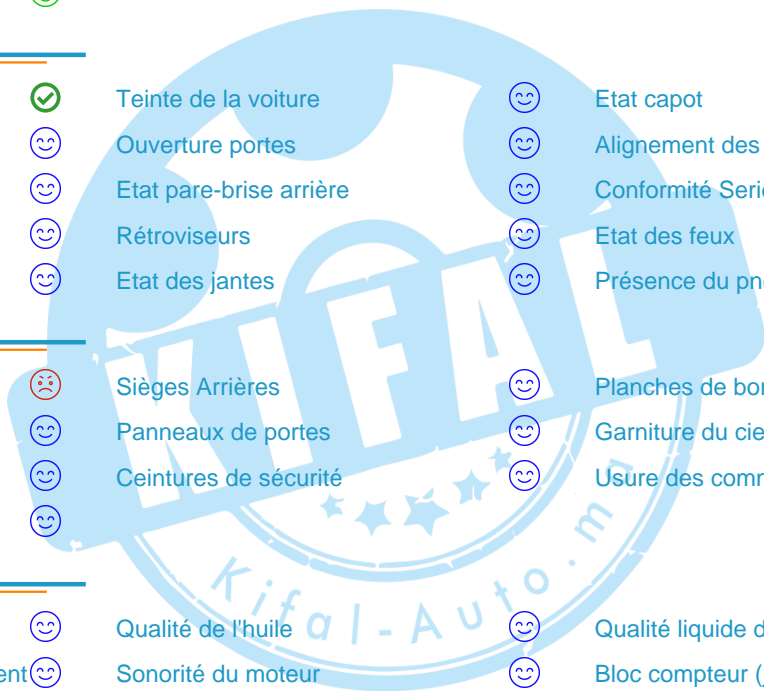 Teinte de la voiture Etat capot
Ouverture portes Alignement des
Etat pare-brise arrière Conformité Serie
Rétroviseurs Etat des feux
Etat des jantes Présence du pne
KIFAL
Sièges Arrières Planches de bor
Panneaux de portes Garniture du cie
Ceintures de sécurité Usure des comm
Kifal-Auto.m
Qualité de l'huile Qualité liquide d
ent Sonorité du moteur Bloc compteur (